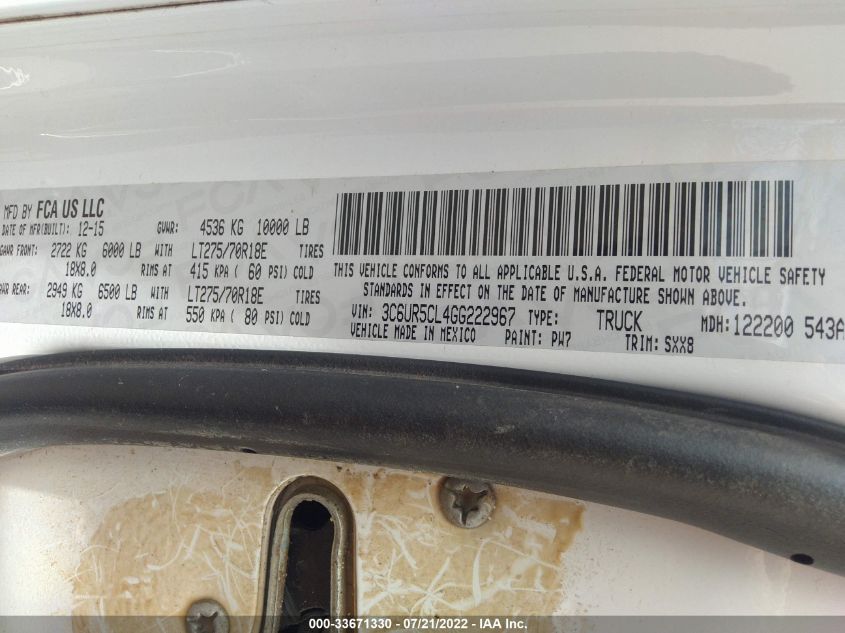 MFD BY FCA US LLC
DATE OF MFR(BUILT): 12-15 GVWR: 4536 KG 10000 LB
GAWR FRONT: 2722 KG 6000 LB WITH LT275/70R18E TIRES
18X8.0 RIMS AT 415 KPA ( 60 PSI) COLD
REAR: 2949 KG 6500 LB WITH LT275/70R18E TIRES
18X8.0 RIMS AT 550 KPA ( 80 PSI) COLD
THIS VEHICLE CONFORMS TO ALL APPLICABLE U.S.A. FEDERAL MOTOR VEHICLE SAFETY
STANDARDS IN EFFECT ON THE DATE OF MANUFACTURE SHOWN ABOVE.
VIN: 3C6UR5CL4GG222967 TYPE: TRUCK MDH:122200 543A
VEHICLE MADE IN MEXICO PAINT: PW7 TRIM: SXX8
000-33671330 / 07/21/2022 - IAA Inc.